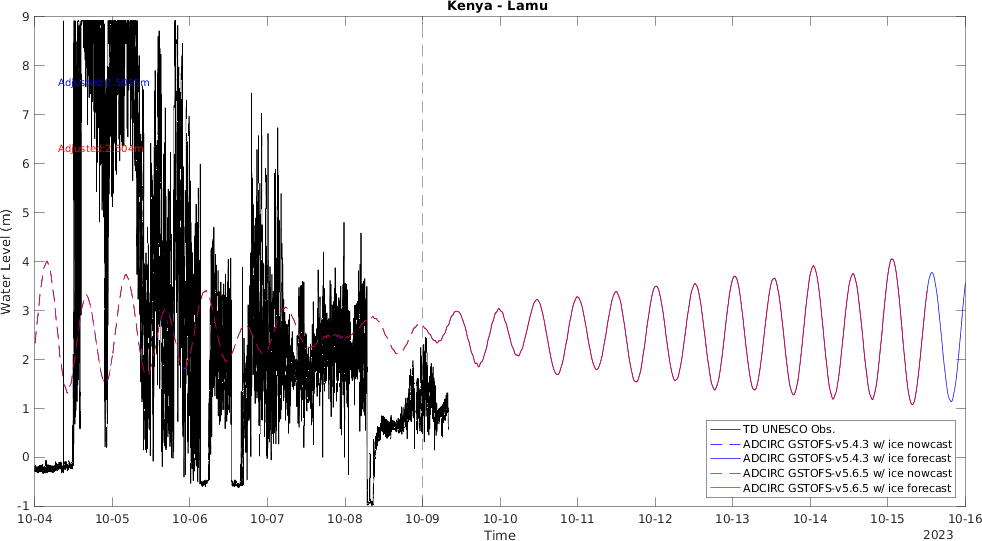 Kenya - Lamu
9
8
7
6
5
4
3
2
1
0
-1
Water Level (m)
Adjusted
Adjusted
10-04
10-05
10-06
10-07
10-08
10-09
10-10
10-11
10-12
10-13
10-14
10-15
10-16
Time
2023
TD UNESCO Obs.
ADCIRC GSTOFS-v5.4.3 w/ ice nowcast
ADCIRC GSTOFS-v5.4.3 w/ ice forecast
ADCIRC GSTOFS-v5.6.5 w/ ice nowcast
ADCIRC GSTOFS-v5.6.5 w/ ice forecast